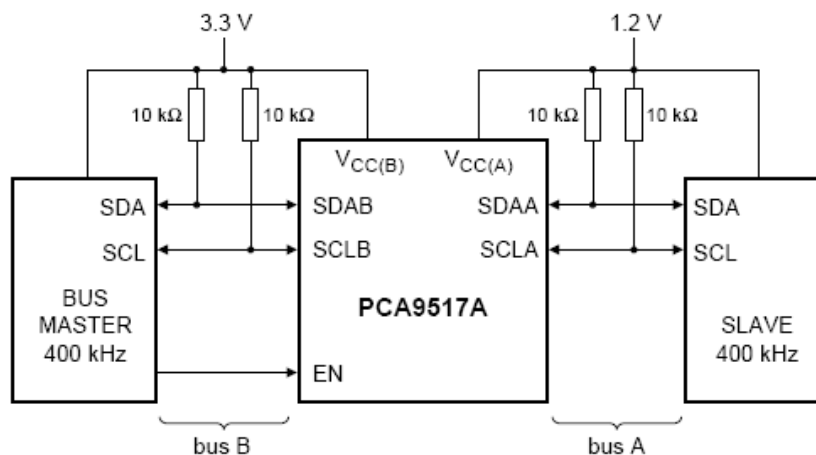 3.3 V
1.2 V
10 kΩ
10 kΩ
10 kΩ
10 kΩ
VCC(B)
VCC(A)
SDA
SDAB
SDAA
SDA
SCL
SCLB
SCLA
SCL
BUS
MASTER
400 kHz
PCA9517A
SLAVE
400 kHz
EN
bus B
bus A